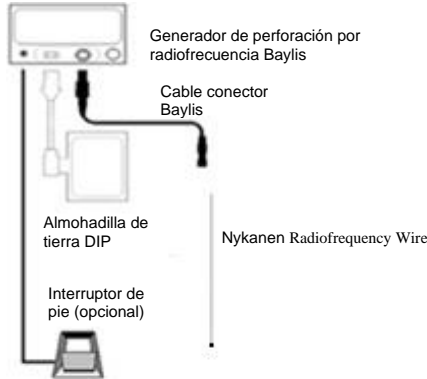 Generador de perforación por
radiofrecuencia Baylis
Cable conector
Baylis
Almohadilla de
tierra DIP
Nykanen Radiofrequency Wire
Interruptor de
pie (opcional)